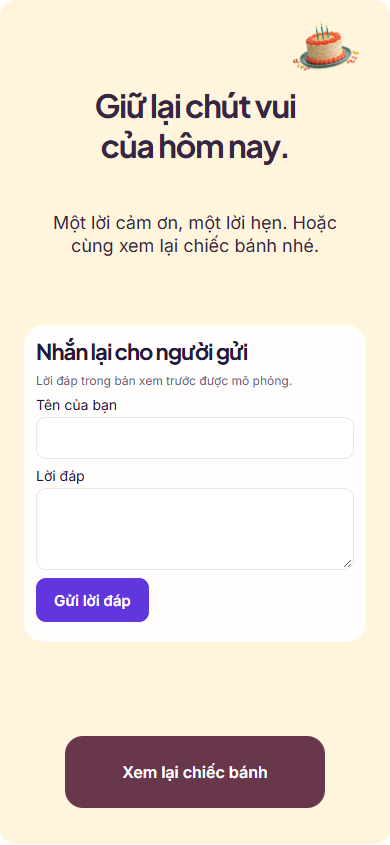 Giữ lại chút vui
của hôm nay.
Một lời cảm ơn, một lời hẹn. Hoặc
cùng xem lại chiếc bánh nhé.
Nhắn lại cho người gửi
Lời đáp trong bản xem trước được mô phỏng.
Tên của bạn
Lời đáp
Gửi lời đáp
Xem lại chiếc bánh